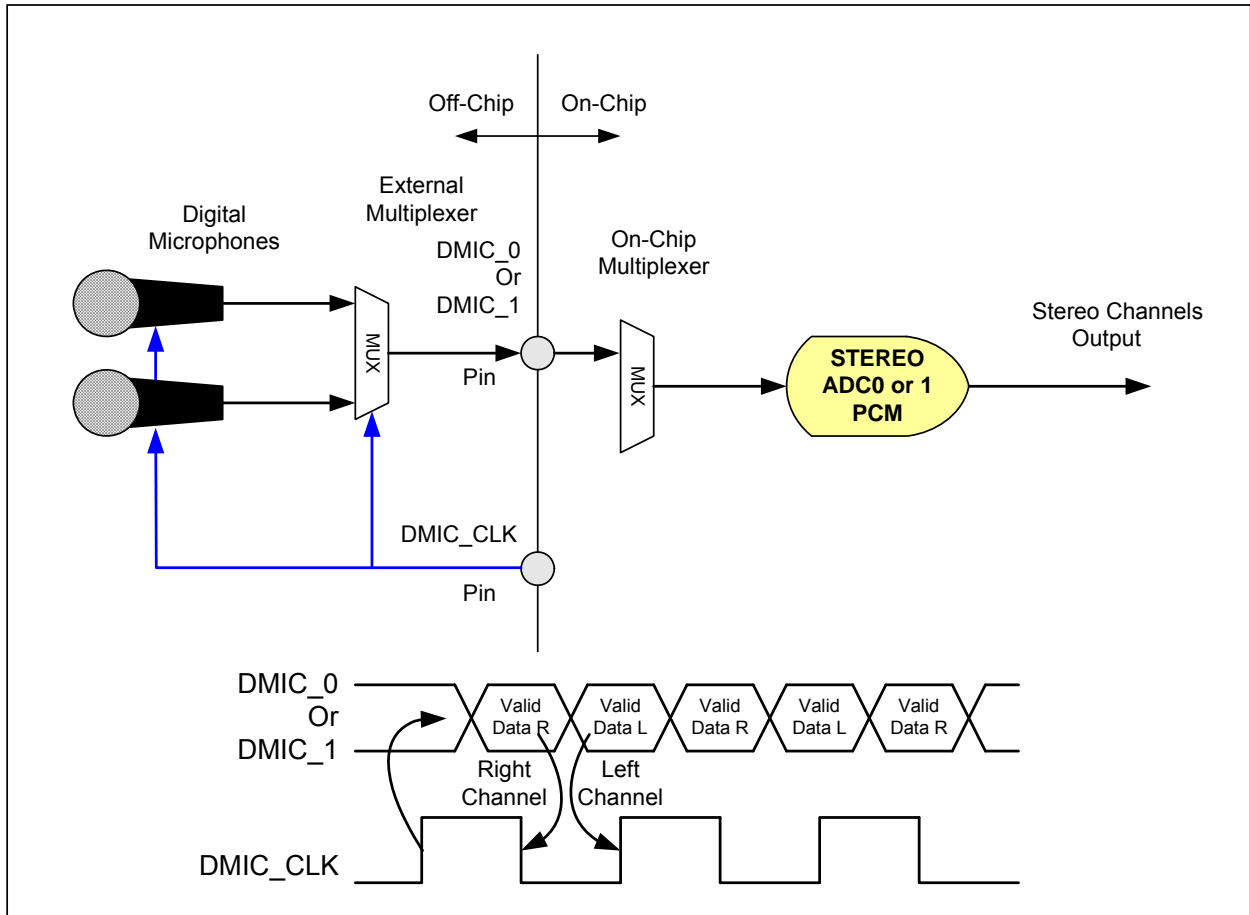 Off-Chip
On-Chip
External
Multiplexer
Digital
Microphones
DMIC_0
Or
DMIC_1
On-Chip
Multiplexer
Stereo Channels
Output
MUX
Pin
MUX
STEREO
ADC0 or 1
PCM
DMIC_CLK
Pin
DMIC_0
Or
DMIC_1
Valid
Data R
Valid
Data L
Valid
Data R
Valid
Data L
Valid
Data R
Right
Channel
Left
Channel
DMIC_CLK